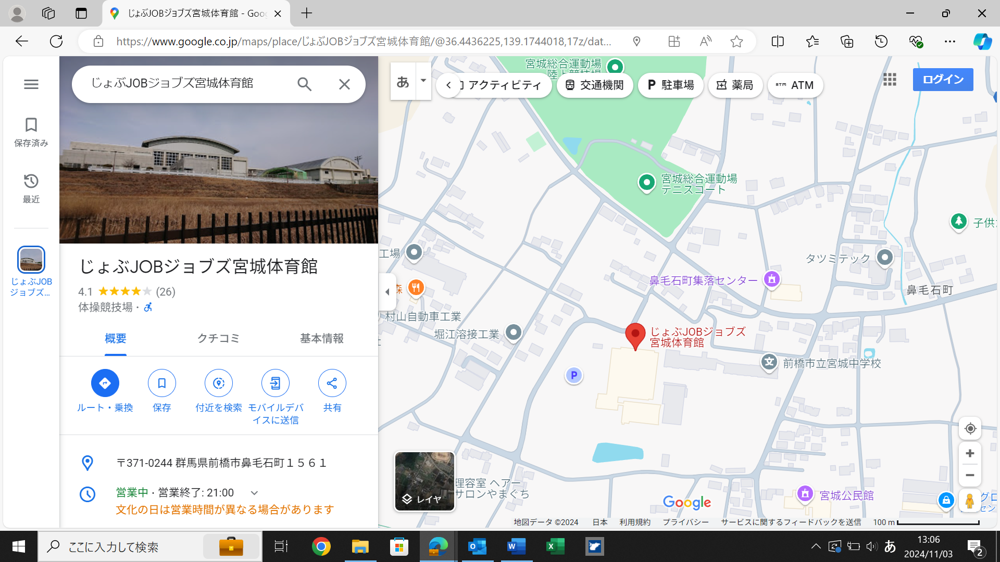 じょぶJOBジョブズ宮城体育館 - Goo
https://www.google.co.jp/maps/place/じょぶJOBジョブズ宮城体育館/@36.4436225,139.1744018,17z/dat...
保存済み
最近
じょぶJOB
ジョブズ...
じょぶJOBジョブズ宮城体育館
じょぶJOBジョブズ宮城体育館
4.1 (26)
体操競技場・
概要
クチコミ
基本情報
ルート・乗換
保存
付近を検索
モバイルデバ
イスに送信
共有
〒371-0244 群馬県前橋市鼻毛石町１５６１
営業中・営業終了: 21:00
文化の日は営業時間が異なる場合があります
あ
アクティビティ
交通機関
P 駐車場
薬局
ATM ATM
ログイン
宮城総合運動場
陸上競技場
宮城総合運動場
テニスコート
子供
工場
タツミテック
鼻毛石町集落センター
鼻毛石町
森
村山自動車工業
堀江溶接工業
じょぶJOBジョブズ
宮城体育館
文
前橋市立宮城中学校
P
理容室 ヘアー
サロンやまぐち
レイヤ
Google
宮城公民館
グロ
セン
地図データ ©2024
日本
利用規約
プライバシー
サービスに関するフィードバックを送信
100 m
ここに入力して検索
あ
13:06
2024/11/03
2